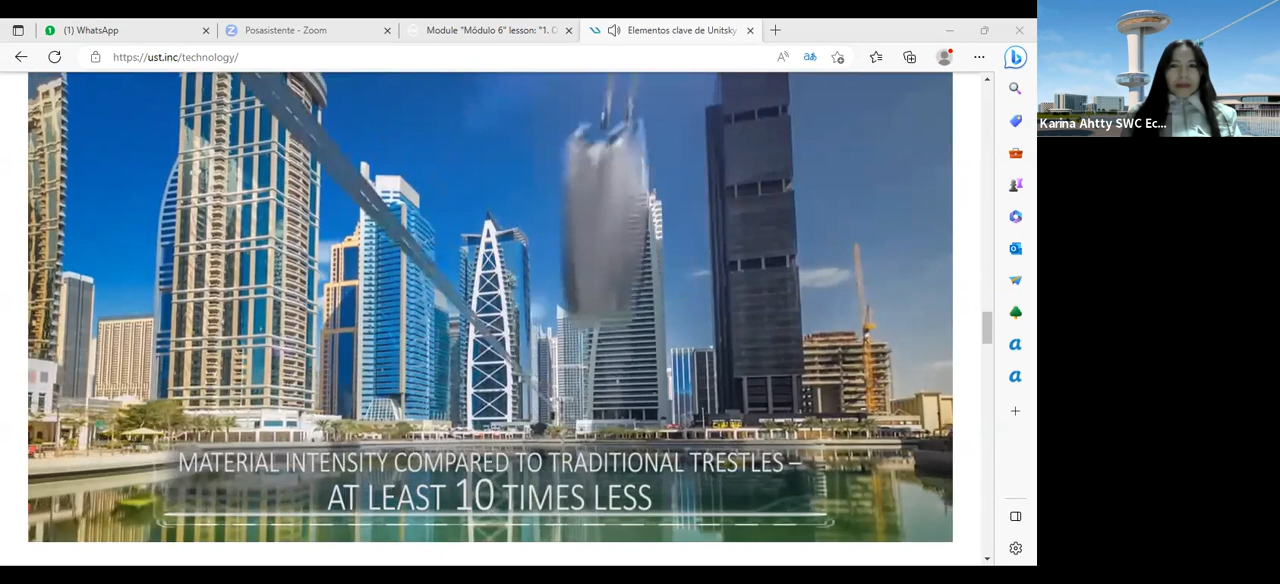 (1) WhatsApp
Posasistente - Zoom
Module "Módulo 6" lesson: "1. C
Elementos clave de Unitsky
https://ust.inc/technology/
Karina Ahtty SWC Ec...
MATERIAL INTENSITY COMPARED TO TRADITIONAL TRESTLES –
AT LEAST 10 TIMES LESS